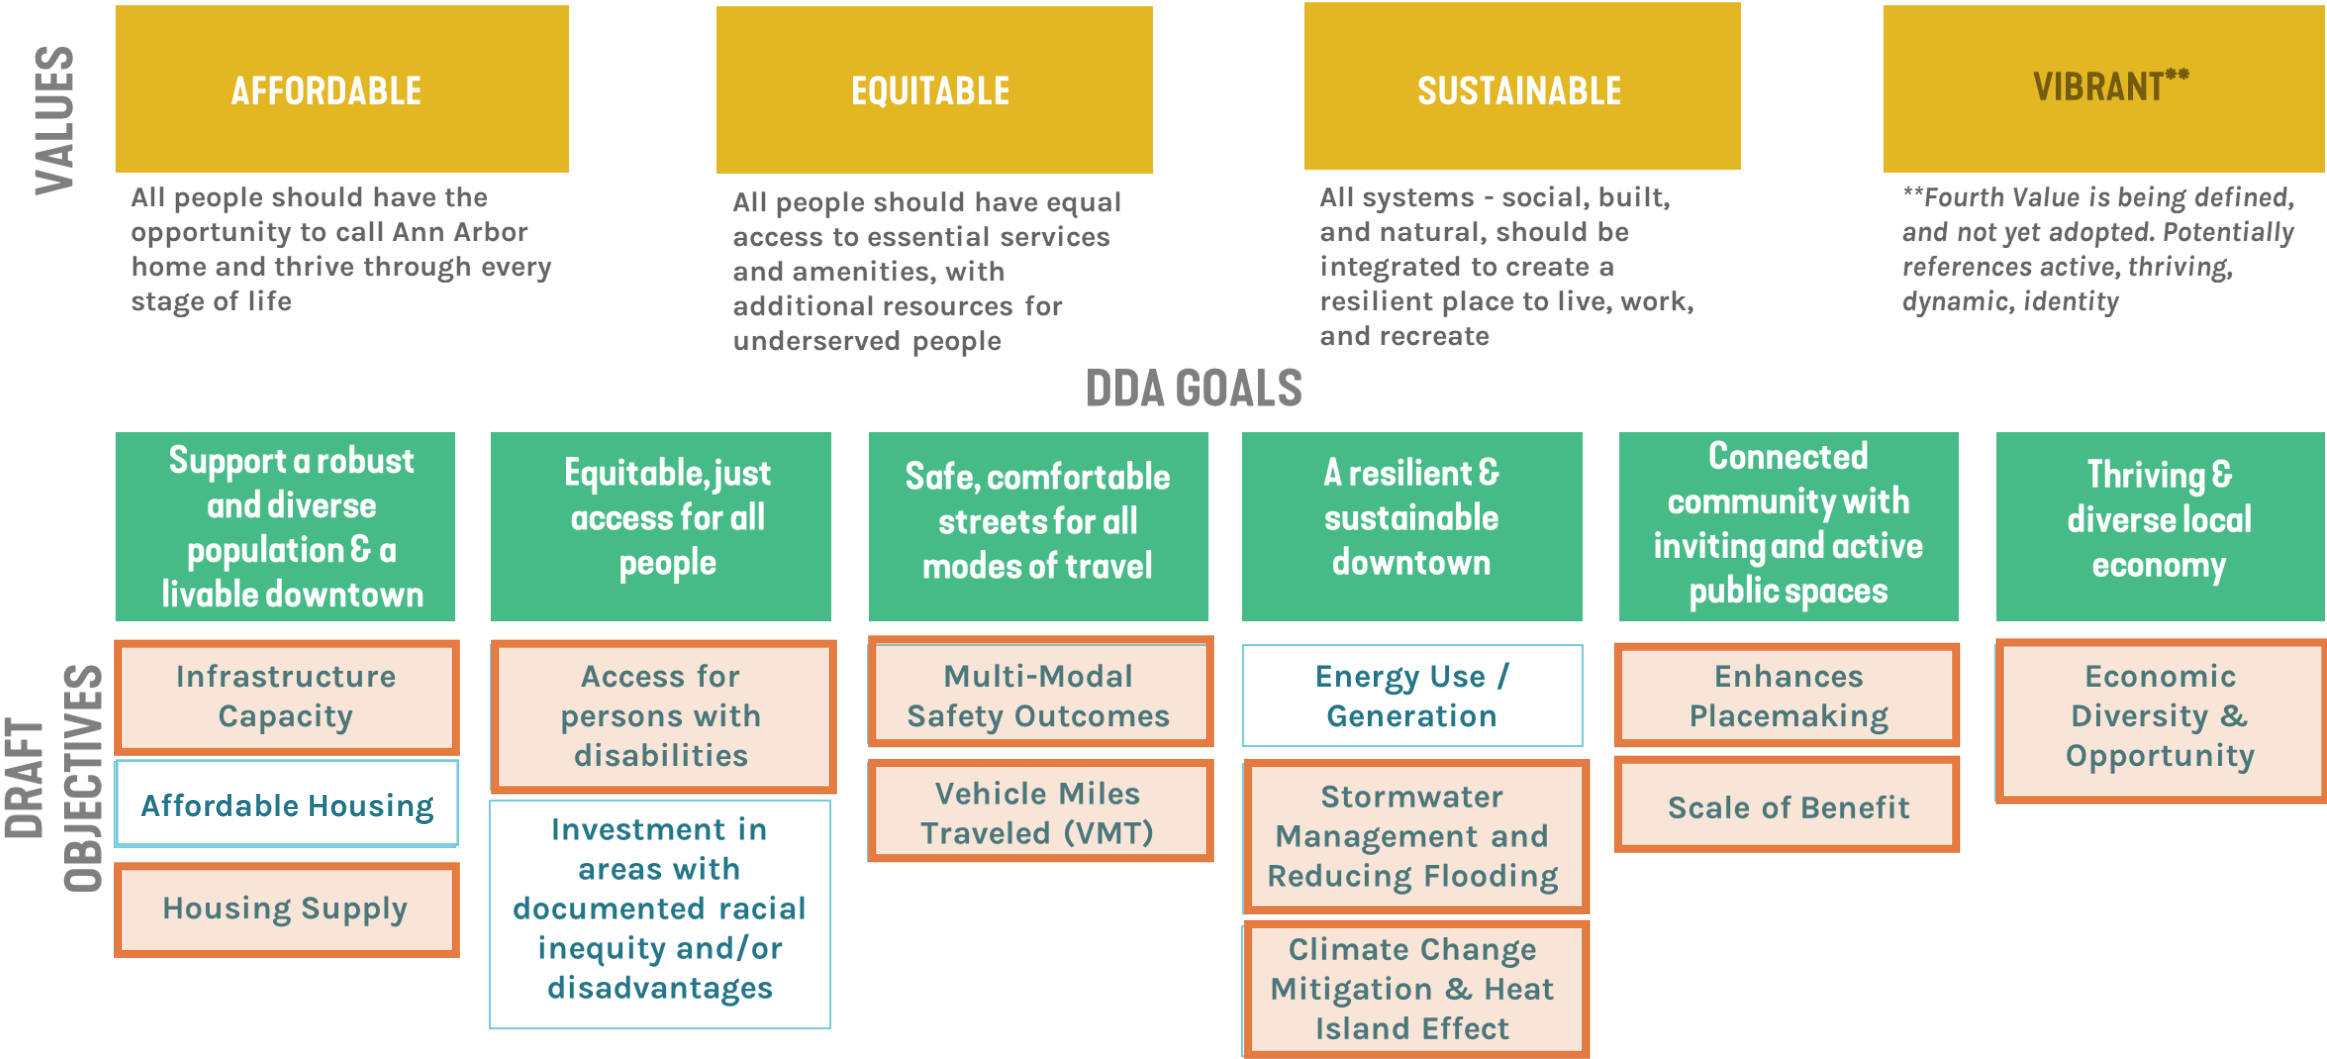 VALUES
AFFORDABLE
All people should have the
opportunity to call Ann Arbor
home and thrive through every
stage of life
EQUITABLE
All people should have equal
access to essential services
and amenities, with
additional resources for
underserved people
SUSTAINABLE
All systems - social, built,
and natural, should be
integrated to create a
resilient place to live, work,
and recreate
VIBRANT**
**Fourth Value is being defined,
and not yet adopted. Potentially
references active, thriving,
dynamic, identity
DDA GOALS
Support a robust
and diverse
population & a
livable downtown
Equitable, just
access for all
people
Safe, comfortable
streets for all
modes of travel
A resilient &
sustainable
downtown
Connected
community with
inviting and active
public spaces
Thriving &
diverse local
economy
DRAFT
OBJECTIVES
Infrastructure
Capacity
Affordable Housing
Housing Supply
Access for
persons with
disabilities
Investment in
areas with
documented racial
inequity and/or
disadvantages
Multi-Modal
Safety Outcomes
Vehicle Miles
Traveled (VMT)
Energy Use /
Generation
Stormwater
Management and
Reducing Flooding
Climate Change
Mitigation & Heat
Island Effect
Enhances
Placemaking
Scale of Benefit
Economic
Diversity &
Opportunity